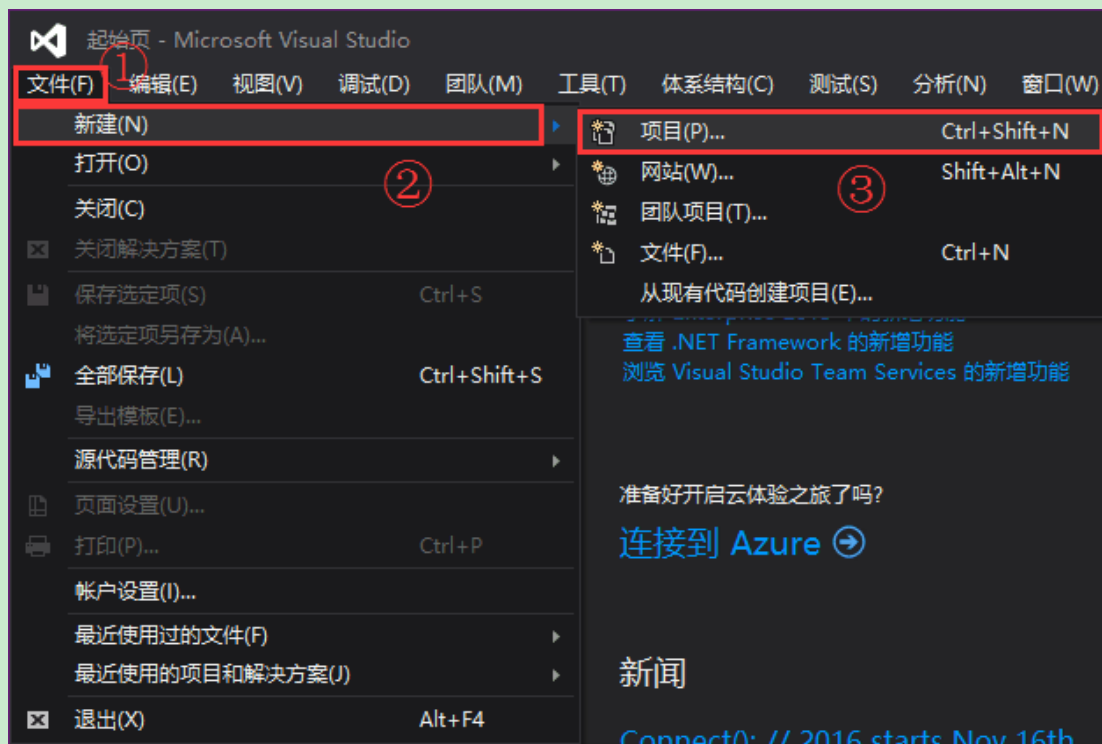 起始页 - Microsoft Visual Studio
①
文件(F) 编辑(E) 视图(V) 调试(D) 团队(M) 工具(T) 体系结构(C) 测试(S) 分析(N) 窗口(W)
新建(N)
打开(O)
②
关闭(C)
关闭解决方案(T)
保存选定项(S) Ctrl+S
将选定项另存为(A)...
全部保存(L) Ctrl+Shift+S
导出模板(E)...
源代码管理(R)
页面设置(U)...
打印(P)... Ctrl+P
帐户设置(I)...
最近使用过的文件(F)
最近使用的项目和解决方案(J)
退出(X) Alt+F4
项目(P)... Ctrl+Shift+N
网站(W)... Shift+Alt+N
③
团队项目(T)...
文件(F)... Ctrl+N
从现有代码创建项目(E)...
查看 .NET Framework 的新增功能
浏览 Visual Studio Team Services 的新增功能
准备好开启云体验之旅了吗?
连接到 Azure
新闻
Connect(); // 2016 starts Nov 16th